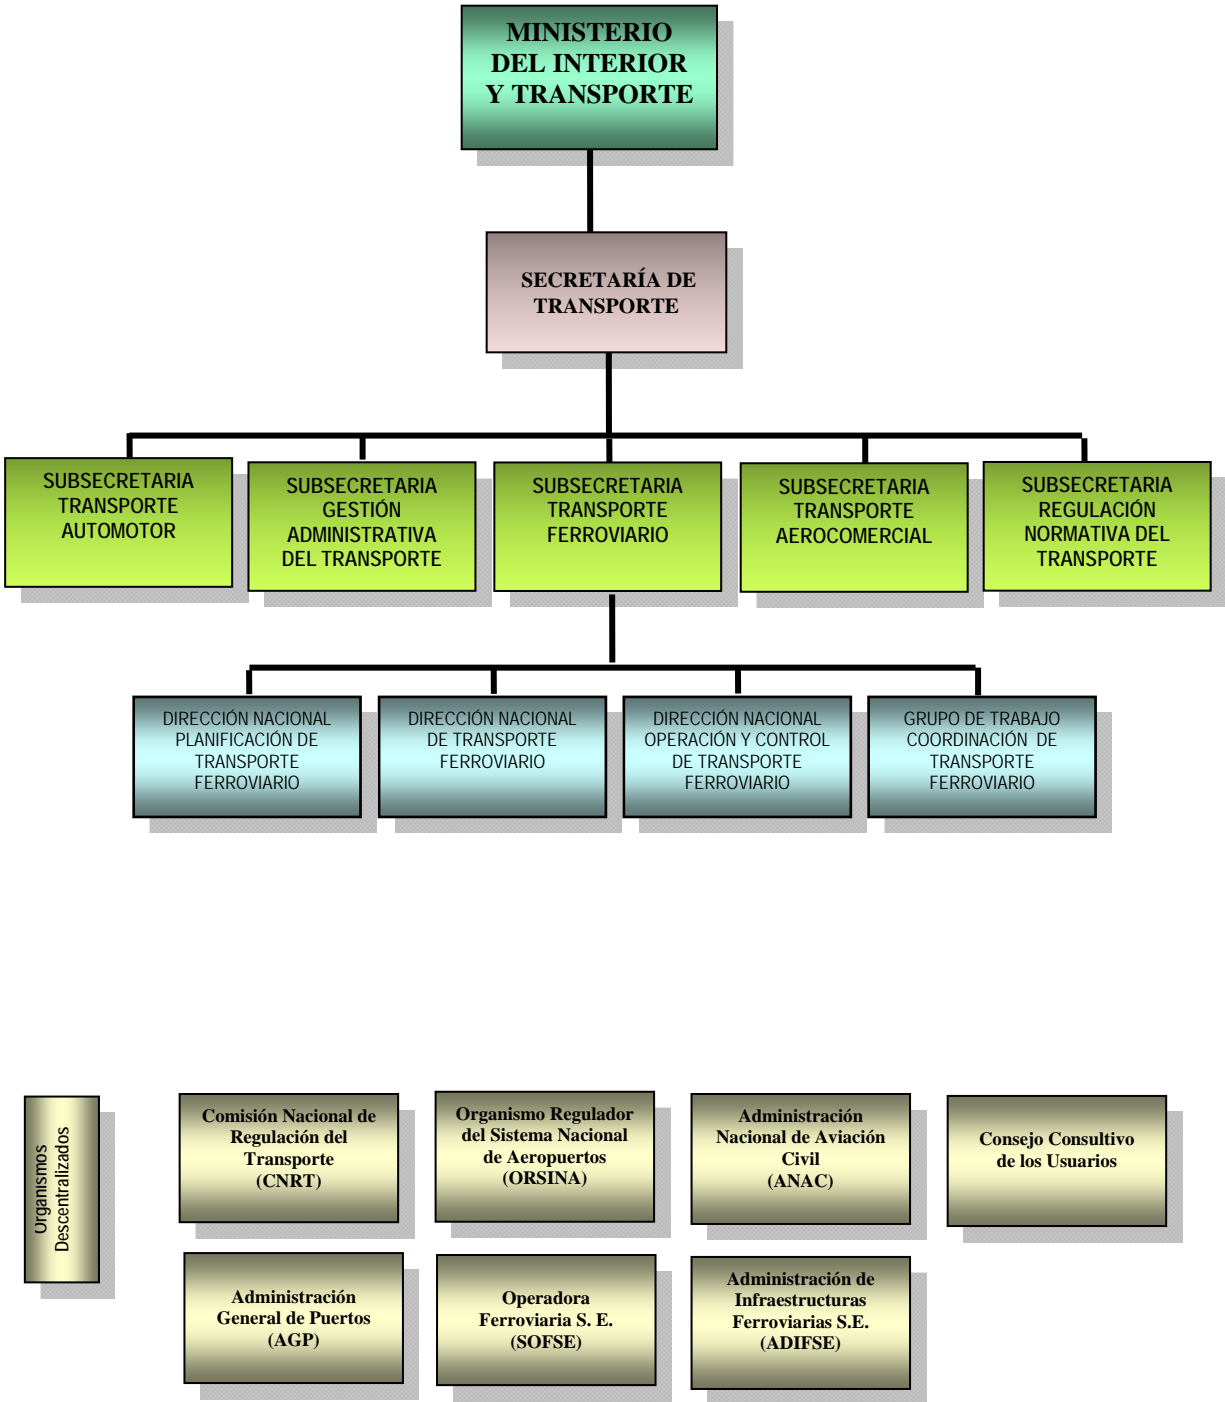 MINISTERIO
DEL INTERIOR
Y TRANSPORTE
SECRETARÍA DE
TRANSPORTE
SUBSECRETARIA
TRANSPORTE
AUTOMOTOR
SUBSECRETARIA
GESTIÓN
ADMINISTRATIVA
DEL TRANSPORTE
SUBSECRETARIA
TRANSPORTE
FERROVIARIO
SUBSECRETARIA
TRANSPORTE
AEROCOMERCIAL
SUBSECRETARIA
REGULACIÓN
NORMATIVA DEL
TRANSPORTE
DIRECCIÓN NACIONAL
PLANIFICACIÓN DE
TRANSPORTE
FERROVIARIO
DIRECCIÓN NACIONAL
DE TRANSPORTE
FERROVIARIO
DIRECCIÓN NACIONAL
OPERACIÓN Y CONTROL
DE TRANSPORTE
FERROVIARIO
GRUPO DE TRABAJO
COORDINACIÓN DE
TRANSPORTE
FERROVIARIO
Organismos
Descentralizados
Comisión Nacional de
Regulación del
Transporte
(CNRT)
Organismo Regulador
del Sistema Nacional
de Aeropuertos
(ORSINA)
Administración
Nacional de Aviación
Civil
(ANAC)
Consejo Consultivo
de los Usuarios
Administración
General de Puertos
(AGP)
Operadora
Ferroviaria S. E.
(SOFSE)
Administración de
Infraestructuras
Ferroviarias S.E.
(ADIFSE)